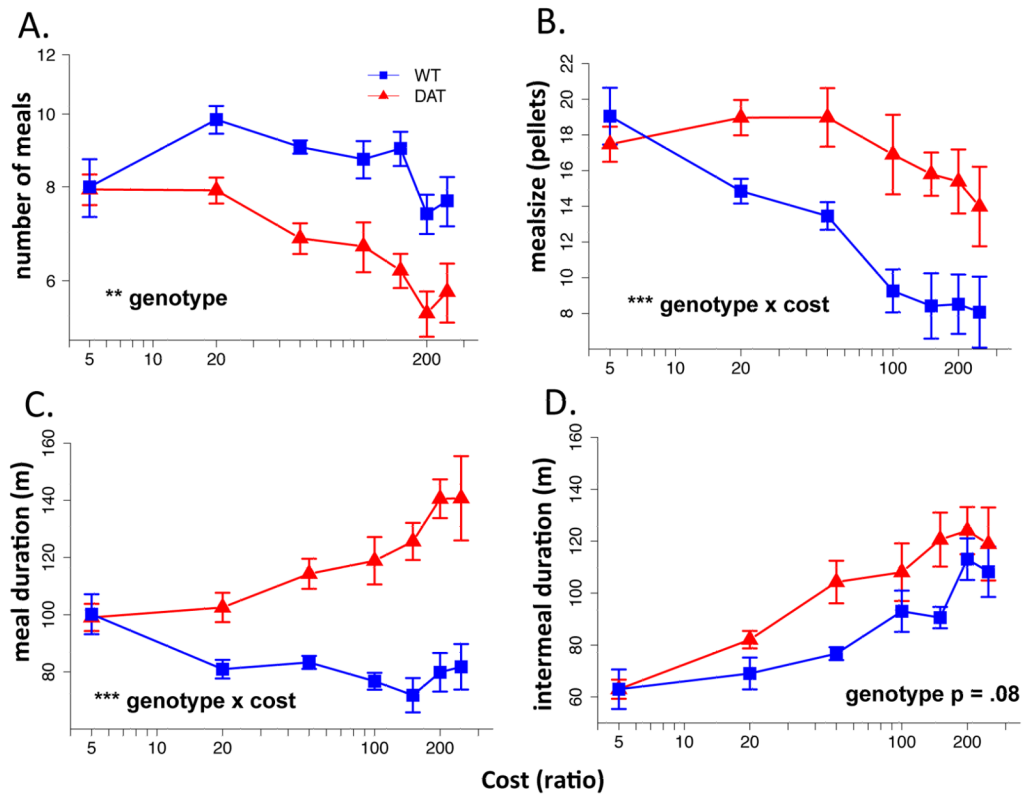 A.
number of meals
12
10
8
6
5 10 20 200
WT
DAT
** genotype
B.
mealsize (pellets)
22
20
18
16
14
12
10
8
5 10 20 100 200
*** genotype x cost
C.
meal duration (m)
160
140
120
100
80
5 10 20 100 200
*** genotype x cost
D.
intermeal duration (m)
160
140
120
100
80
60
5 10 20 100 200
genotype p = .08
Cost (ratio)